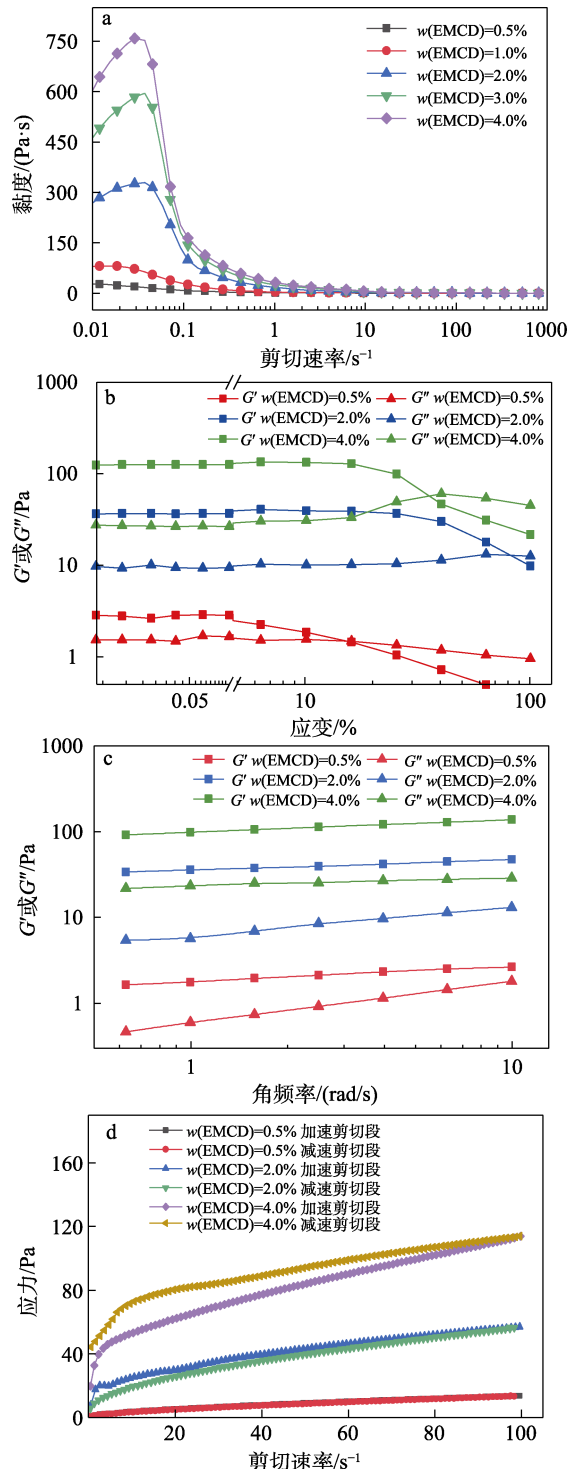 a
w(EMCD)=0.5%
w(EMCD)=1.0%
w(EMCD)=2.0%
w(EMCD)=3.0%
w(EMCD)=4.0%
750
600
450
300
150
0
黏度/(Pa·s)
0.01 0.1 1 10 100 1000
剪切速率/s⁻¹
b
G′ w(EMCD)=0.5% G″ w(EMCD)=0.5%
G′ w(EMCD)=2.0% G″ w(EMCD)=2.0%
G′ w(EMCD)=4.0% G″ w(EMCD)=4.0%
1000
100
10
1
G′或G″/Pa
0.05 10 100
应变/%
c
G′ w(EMCD)=0.5% G″ w(EMCD)=0.5%
G′ w(EMCD)=2.0% G″ w(EMCD)=2.0%
G′ w(EMCD)=4.0% G″ w(EMCD)=4.0%
1000
100
10
1
G′或G″/Pa
1 10
角频率/(rad/s)
d
w(EMCD)=0.5% 加速剪切段
w(EMCD)=0.5% 减速剪切段
w(EMCD)=2.0% 加速剪切段
w(EMCD)=2.0% 减速剪切段
w(EMCD)=4.0% 加速剪切段
w(EMCD)=4.0% 减速剪切段
160
120
80
40
0
应力/Pa
20 40 60 80 100
剪切速率/s⁻¹